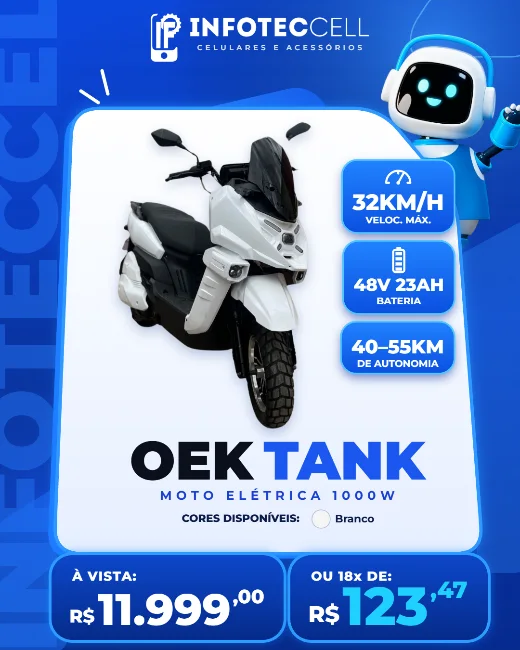 INFOTECCELL
CELULARES E ACESSÓRIOS
INFOTECCEL
32KM/H
VELOC. MÁX.
48V 23AH
BATERIA
40–55KM
DE AUTONOMIA
OEK TANK
MOTO ELÉTRICA 1000W
CORES DISPONÍVEIS: Branco
À VISTA:
R$ 11.999,00
OU 18x DE:
R$ 123,47